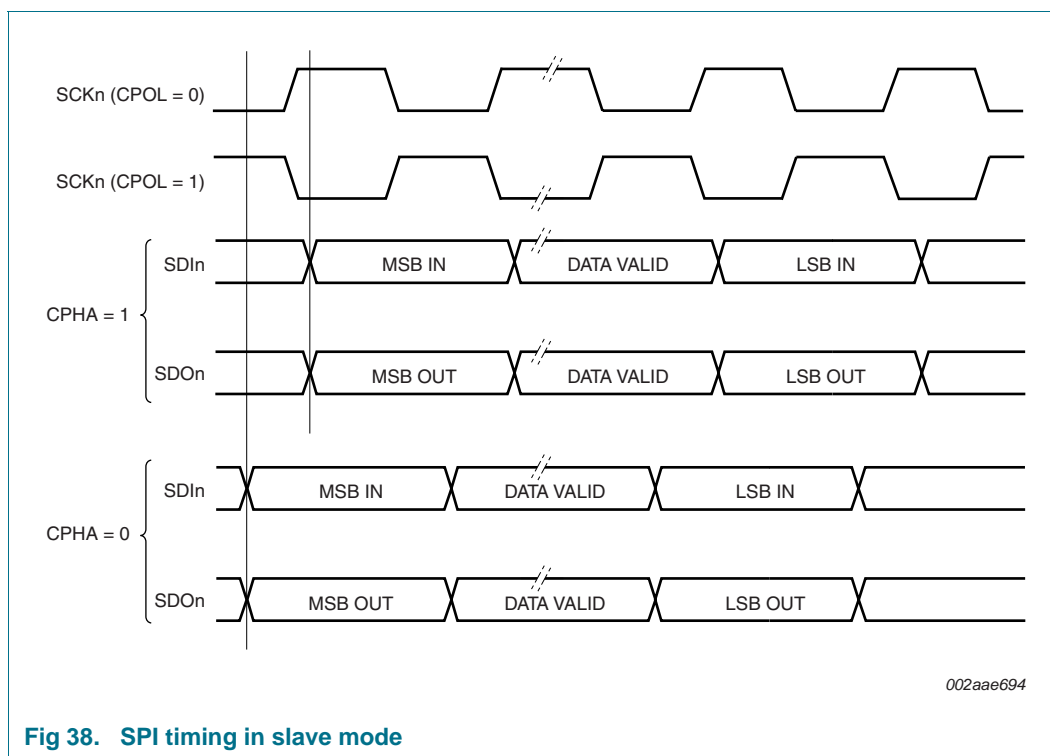 SCKn (CPOL = 0)
SCKn (CPOL = 1)
CPHA = 1
SDIn
MSB IN
DATA VALID
LSB IN
SDOn
MSB OUT
DATA VALID
LSB OUT
CPHA = 0
SDIn
MSB IN
DATA VALID
LSB IN
SDOn
MSB OUT
DATA VALID
LSB OUT
002aae694
Fig 38. SPI timing in slave mode